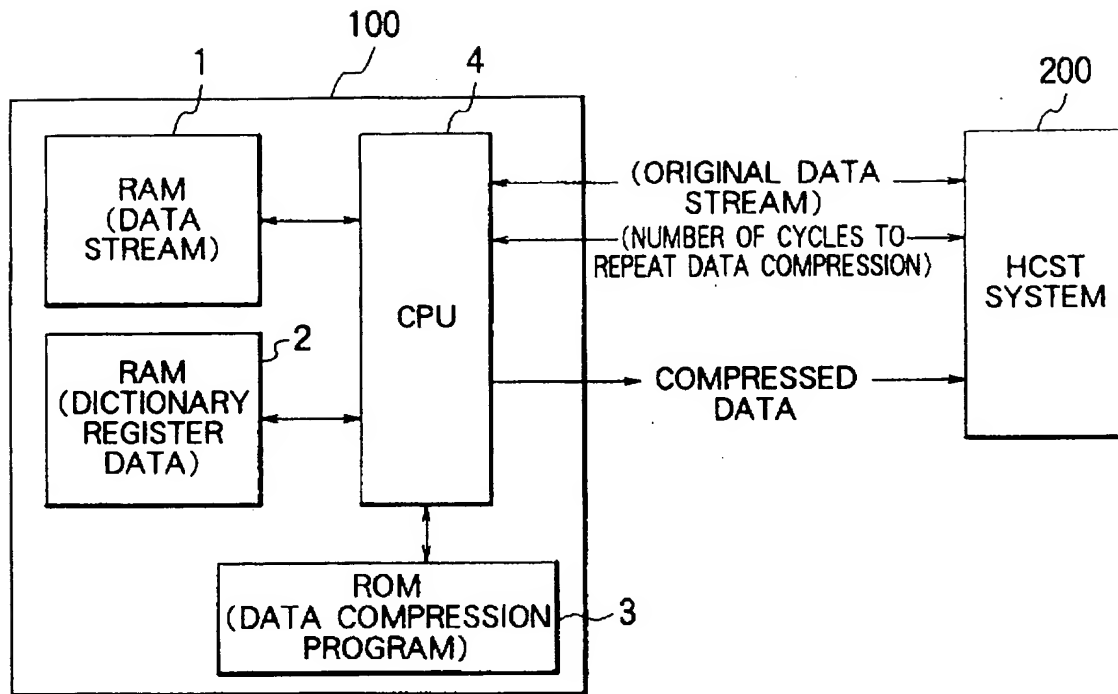 100
1
4
200
RAM
(DATA
STREAM)
2
RAM
(DICTIONARY
REGISTER
DATA)
CPU
(ORIGINAL DATA
STREAM)
(NUMBER OF CYCLES TO
REPEAT DATA COMPRESSION)
COMPRESSED
DATA
HCST
SYSTEM
ROM
(DATA COMPRESSION
PROGRAM)
3